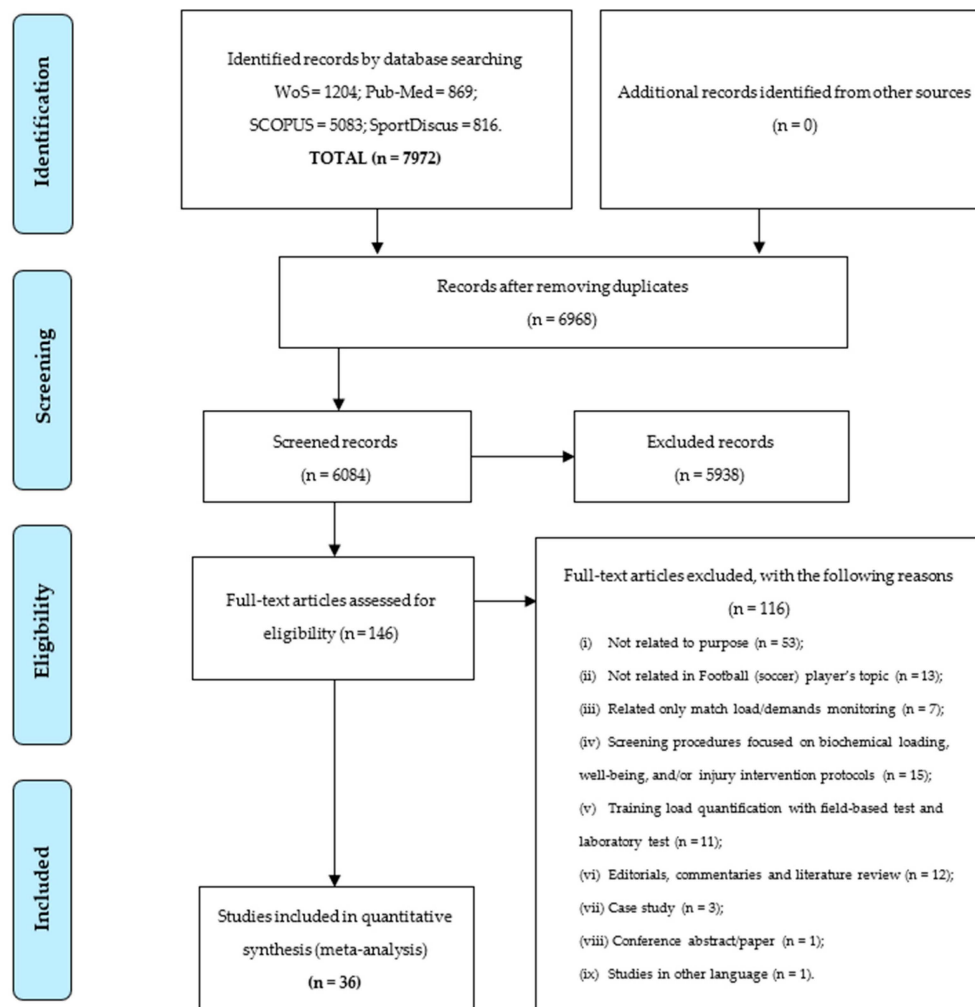 Identification
Identified records by database searching
WoS = 1204; Pub-Med = 869;
SCOPUS = 5083; SportDiscus = 816.
TOTAL (n = 7972)
Additional records identified from other sources
(n = 0)
Screening
Records after removing duplicates
(n = 6968)
Screened records
(n = 6084)
Excluded records
(n = 5938)
Eligibility
Full-text articles assessed for
eligibility (n = 146)
Full-text articles excluded, with the following reasons
(n = 116)
(i) Not related to purpose (n = 53);
(ii) Not related in Football (soccer) player's topic (n = 13);
(iii) Related only match load/demands monitoring (n = 7);
(iv) Screening procedures focused on biochemical loading,
well-being, and/or injury intervention protocols (n = 15);
(v) Training load quantification with field-based test and
laboratory test (n = 11);
(vi) Editorials, commentaries and literature review (n = 12);
(vii) Case study (n = 3);
(viii) Conference abstract/paper (n = 1);
(ix) Studies in other language (n = 1).
Included
Studies included in quantitative
synthesis (meta-analysis)
(n = 36)